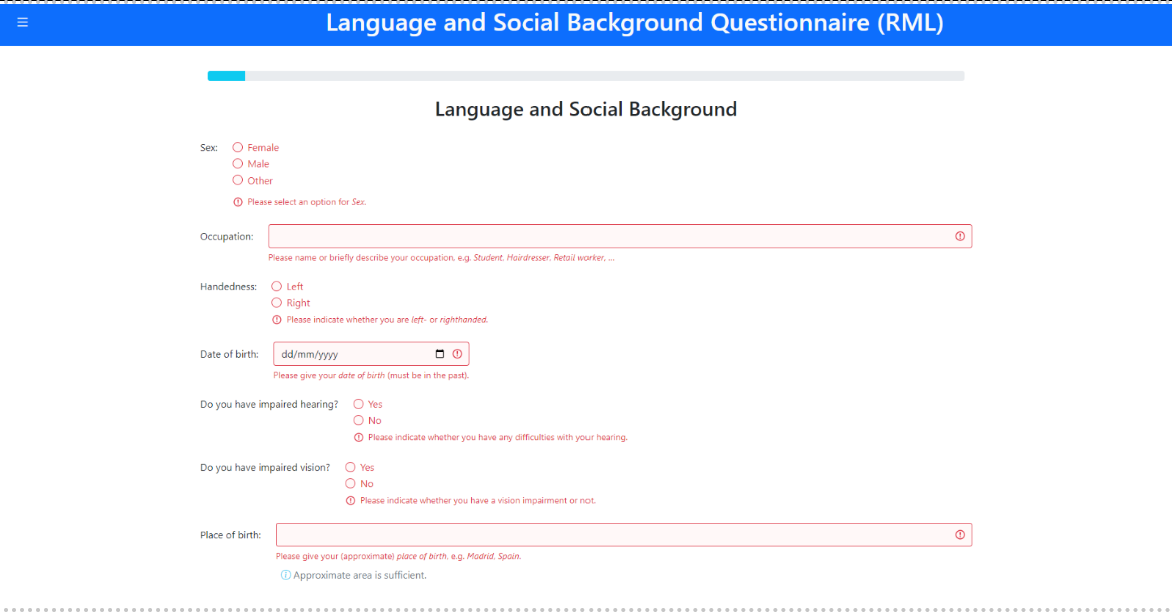 Language and Social Background Questionnaire (RML)
Language and Social Background
Sex:
Female
Male
Other
Please select an option for Sex.
Occupation:
Please name or briefly describe your occupation, e.g. Student, Hairdresser, Retail worker, ...
Handedness:
Left
Right
Please indicate whether you are left- or righthanded.
Date of birth:
dd/mm/yyyy
Please give your date of birth (must be in the past).
Do you have impaired hearing?
Yes
No
Please indicate whether you have any difficulties with your hearing.
Do you have impaired vision?
Yes
No
Please indicate whether you have a vision impairment or not.
Place of birth:
Please give your (approximate) place of birth, e.g. Madrid, Spain.
Approximate area is sufficient.